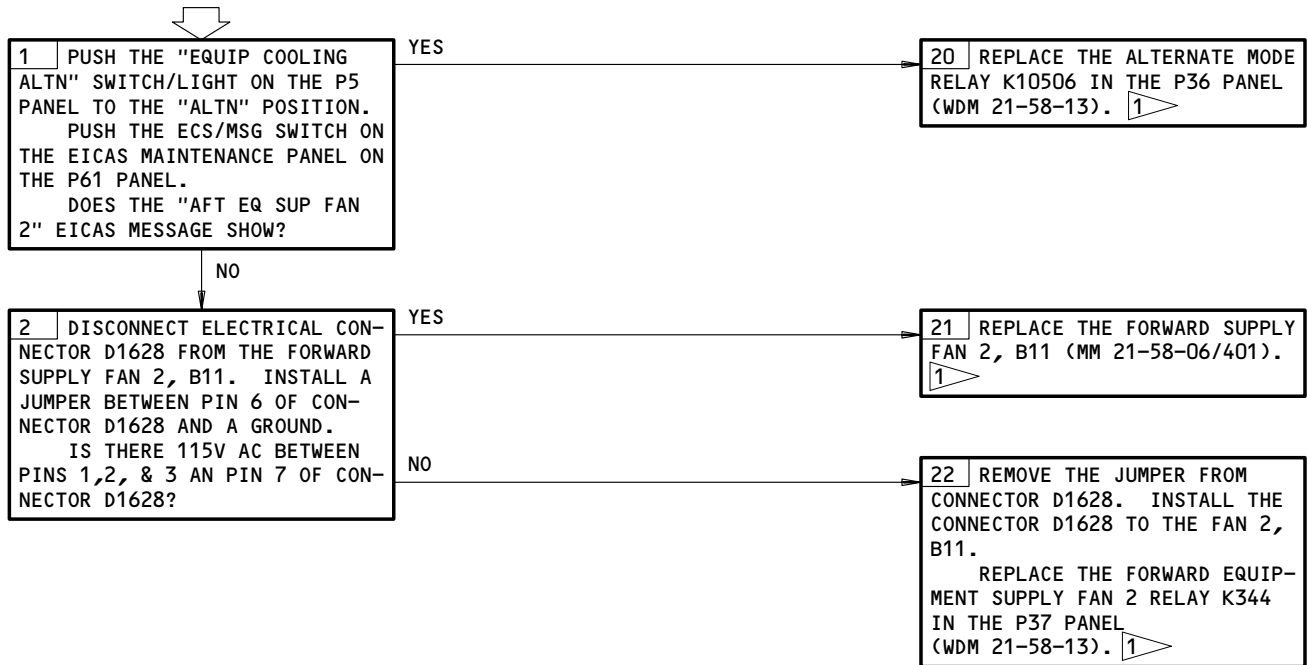 1 PUSH THE "EQUIP COOLING
ALTN" SWITCH/LIGHT ON THE P5
PANEL TO THE "ALTN" POSITION.
PUSH THE ECS/MSG SWITCH ON
THE EICAS MAINTENANCE PANEL ON
THE P61 PANEL.
DOES THE "AFT EQ SUP FAN
2" EICAS MESSAGE SHOW?
YES
20 REPLACE THE ALTERNATE MODE
RELAY K10506 IN THE P36 PANEL
(WDM 21-58-13). 1
NO
2 DISCONNECT ELECTRICAL CON-
NECTOR D1628 FROM THE FORWARD
SUPPLY FAN 2, B11. INSTALL A
JUMPER BETWEEN PIN 6 OF CON-
NECTOR D1628 AND A GROUND.
IS THERE 115V AC BETWEEN
PINS 1,2, & 3 AN PIN 7 OF CON-
NECTOR D1628?
YES
21 REPLACE THE FORWARD SUPPLY
FAN 2, B11 (MM 21-58-06/401).
1
NO
22 REMOVE THE JUMPER FROM
CONNECTOR D1628. INSTALL THE
CONNECTOR D1628 TO THE FAN 2,
B11.
REPLACE THE FORWARD EQUIP-
MENT SUPPLY FAN 2 RELAY K344
IN THE P37 PANEL
(WDM 21-58-13). 1